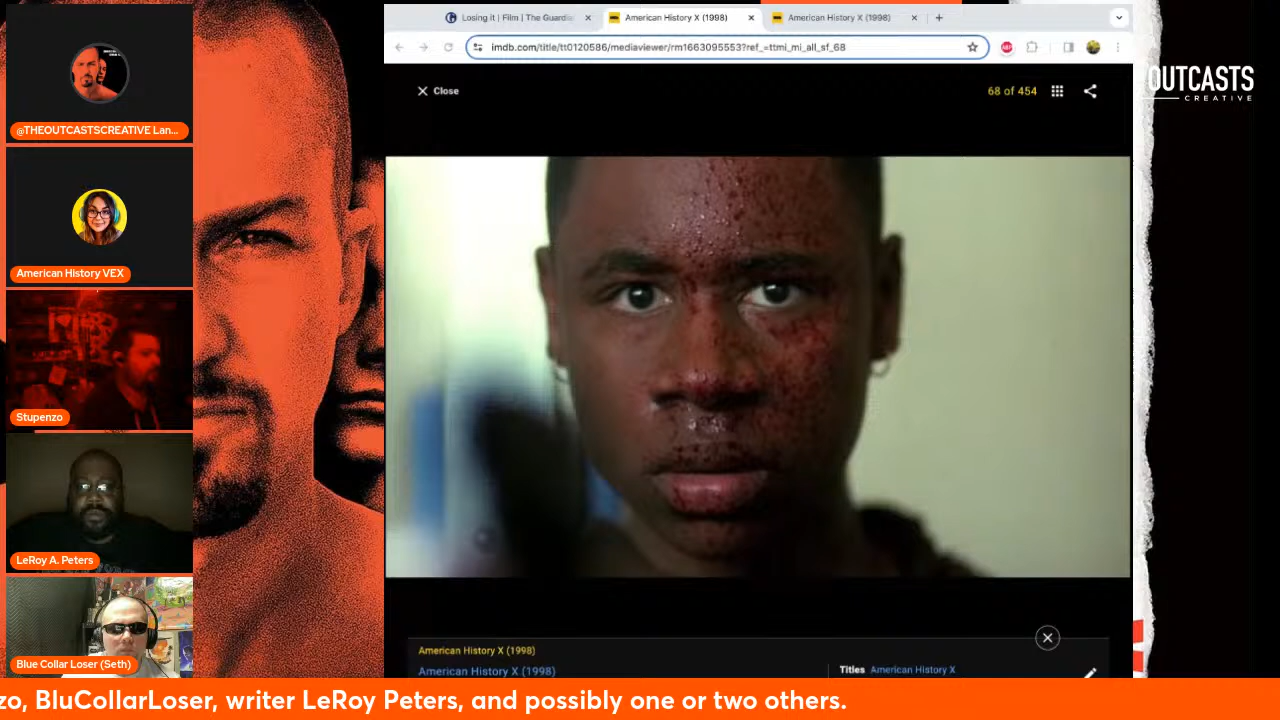 Losing It | Film | The Guardia
American History X (1998)
American History X (1998)
imdb.com/title/tt0120586/mediaviewer/rm1663095553?ref_=ttmi_mi_all_sf_68
Close
68 of 454
OUTCASTS
CREATIVE
@THEOUTCASTSCREATIVE Lan...
American History VEX
Stupenzo
LeRoy A. Peters
Blue Collar Loser (Seth)
American History X (1998)
American History X (1998)
Titles American History X
zo, BluCollarLoser, writer LeRoy Peters, and possibly one or two others.